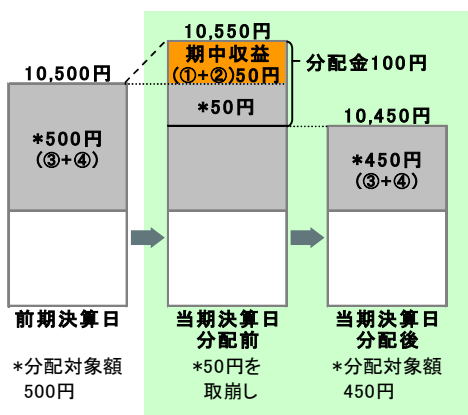 10,550円
期中収益
(①+②)50円
分配金100円
10,500円
*50円
10,450円
*500円
(③+④)
*450円
(③+④)
前期決算日
当期決算日
分配前
当期決算日
分配後
*分配対象額
500円
*50円を
取崩し
*分配対象額
450円